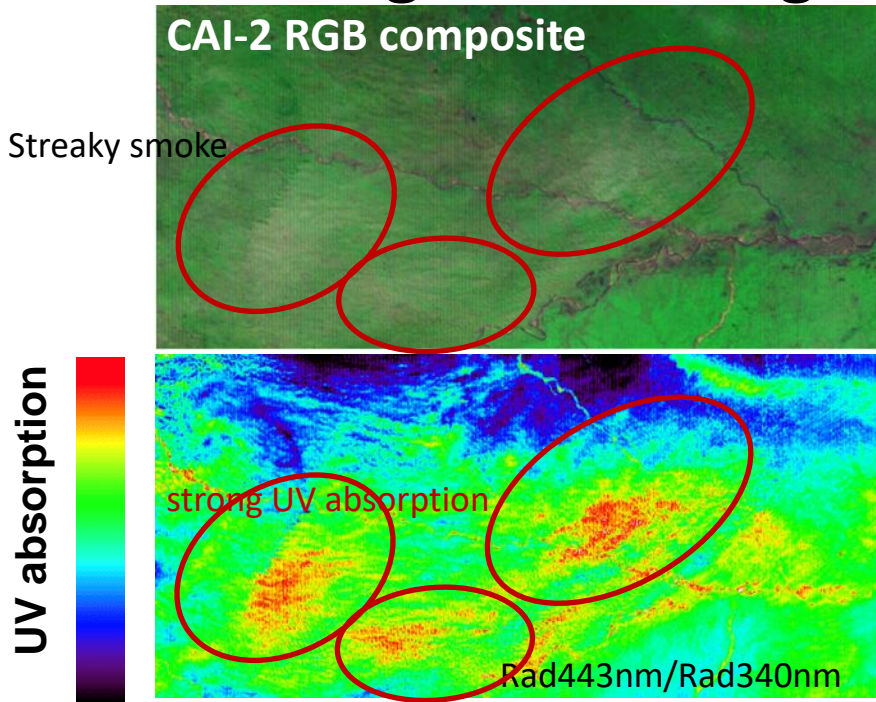 CAI-2 RGB composite
Streaky smoke
UV absorption
strong UV absorption
Rad443nm/Rad340nm